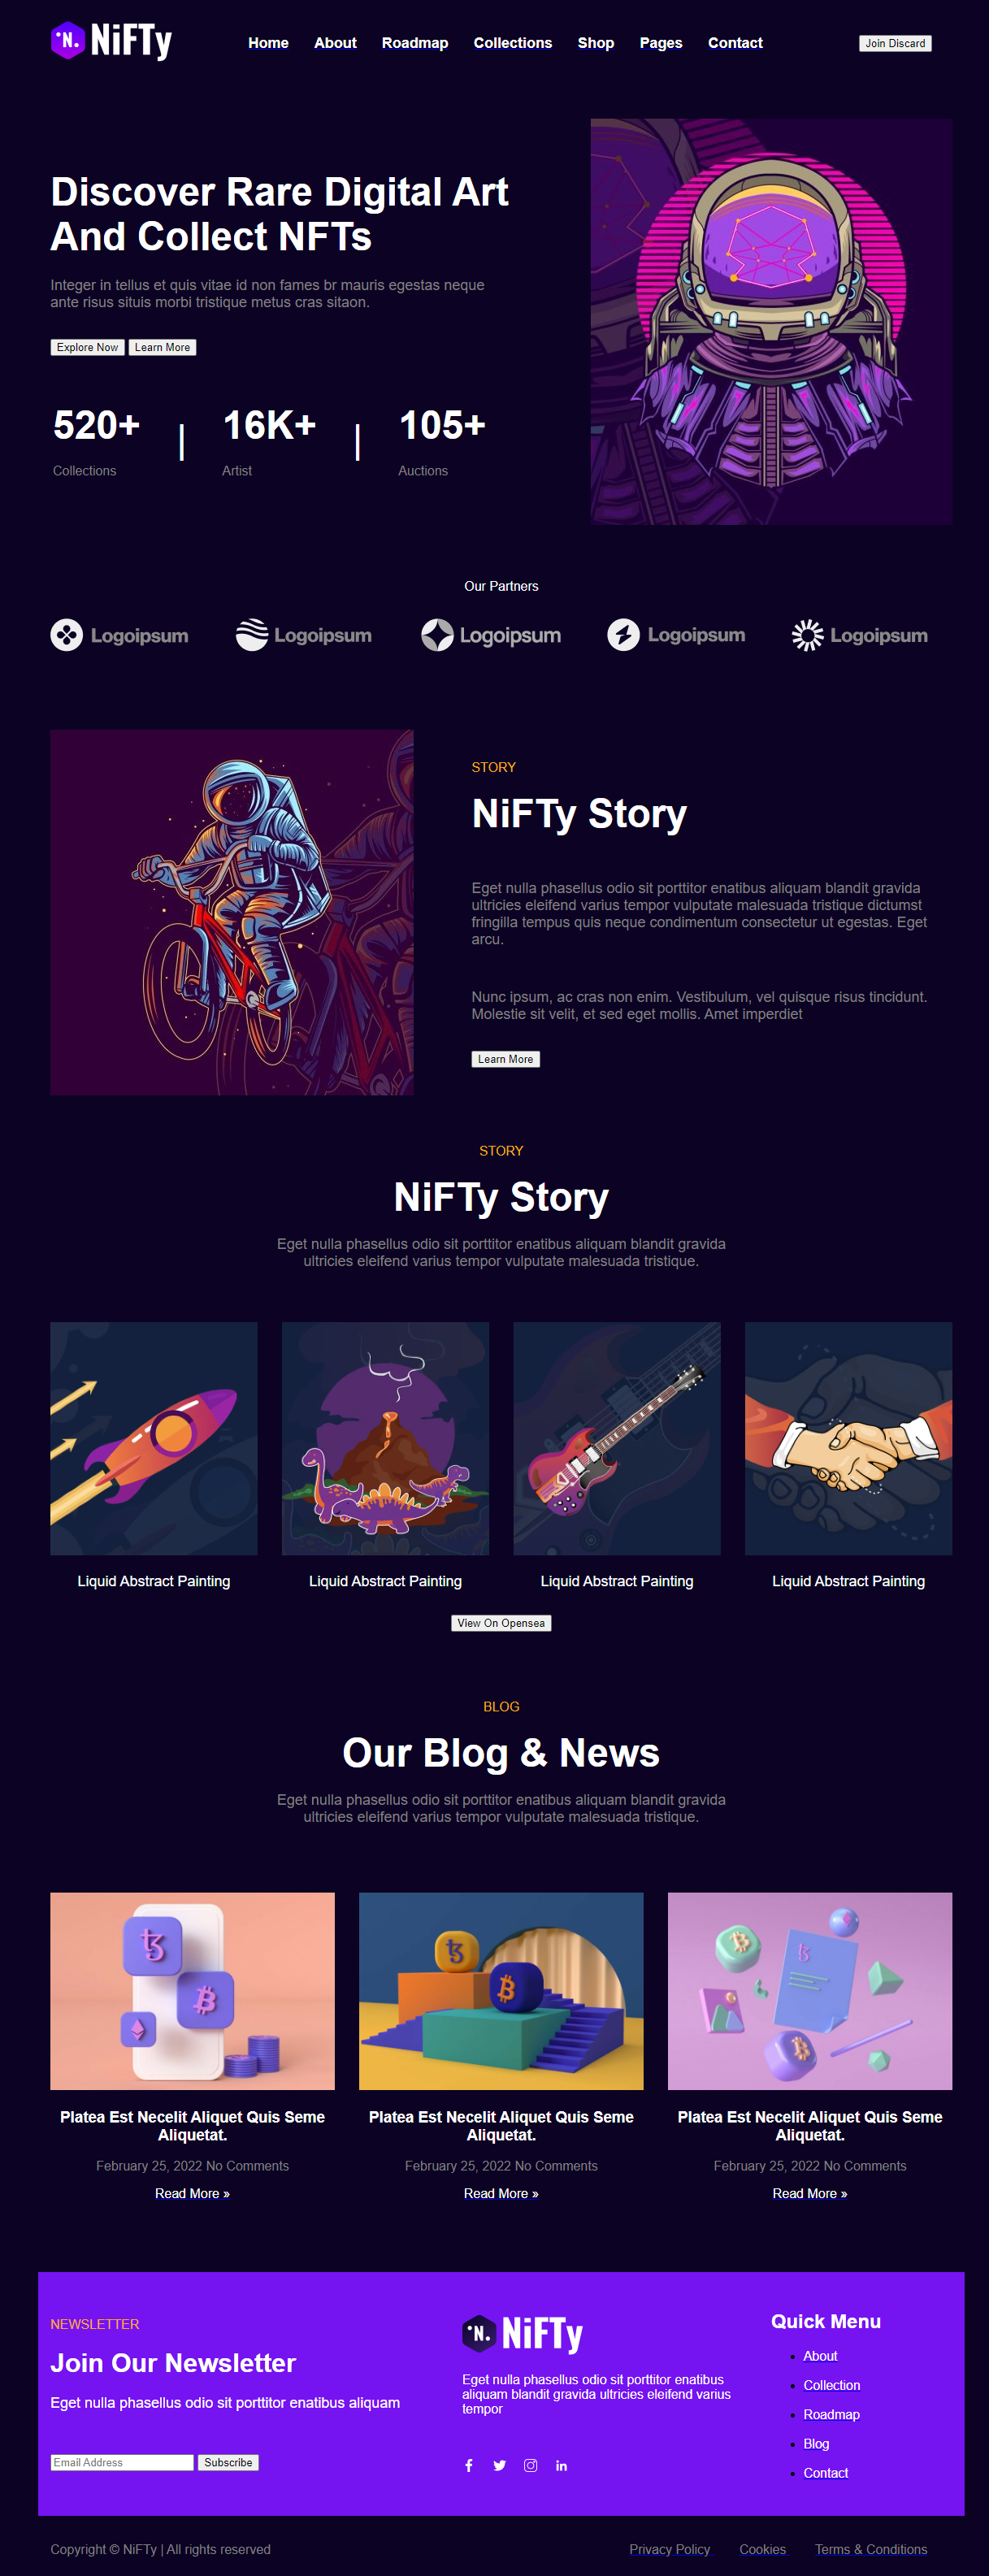 NiFTy
Home About Roadmap Collections Shop Pages Contact
Join Discard
Discover Rare Digital Art
And Collect NFTs
Integer in tellus et quis vitae id non fames br mauris egestas neque
ante risus situis morbi tristique metus cras sitaon.
Explore Now Learn More
520+ | 16K+ | 105+
Collections Artist Auctions
Our Partners
Logoipsum Logoipsum Logoipsum Logoipsum Logoipsum
STORY
NiFTy Story
Eget nulla phasellus odio sit porttitor enatibus aliquam blandit gravida
ultricies eleifend varius tempor vulputate malesuada tristique dictumst
fringilla tempus quis neque condimentum consectetur ut egestas. Eget
arcu.
Nunc ipsum, ac cras non enim. Vestibulum, vel quisque risus tincidunt.
Molestie sit velit, et sed eget mollis. Amet imperdiet
Learn More
STORY
NiFTy Story
Eget nulla phasellus odio sit porttitor enatibus aliquam blandit gravida
ultricies eleifend varius tempor vulputate malesuada tristique.
Liquid Abstract Painting Liquid Abstract Painting Liquid Abstract Painting Liquid Abstract Painting
View On Opensea
BLOG
Our Blog & News
Eget nulla phasellus odio sit porttitor enatibus aliquam blandit gravida
ultricies eleifend varius tempor vulputate malesuada tristique.
Platea Est Necelit Aliquet Quis Seme
Aliquetat.
February 25, 2022 No Comments
Read More »
Platea Est Necelit Aliquet Quis Seme
Aliquetat.
February 25, 2022 No Comments
Read More »
Platea Est Necelit Aliquet Quis Seme
Aliquetat.
February 25, 2022 No Comments
Read More »
NEWSLETTER
Join Our Newsletter
Eget nulla phasellus odio sit porttitor enatibus aliquam
Email Address Subscribe
NiFTy
Eget nulla phasellus odio sit porttitor enatibus
aliquam blandit gravida ultricies eleifend varius
tempor
Quick Menu
About
Collection
Roadmap
Blog
Contact
Copyright © NiFTy | All rights reserved
Privacy Policy Cookies Terms & Conditions